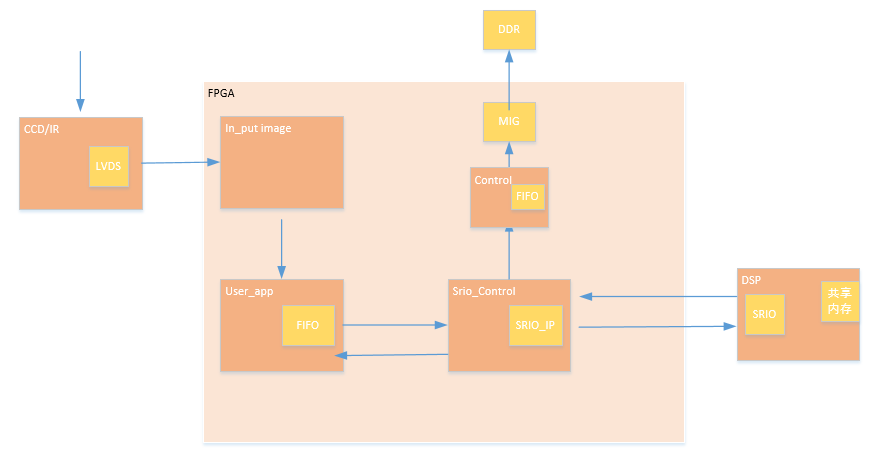 DDR
FPGA
MIG
CCD/IR
LVDS
In_put image
Control
FIFO
User_app
FIFO
Srio_Control
SRIO_IP
DSP
SRIO
共享
内存